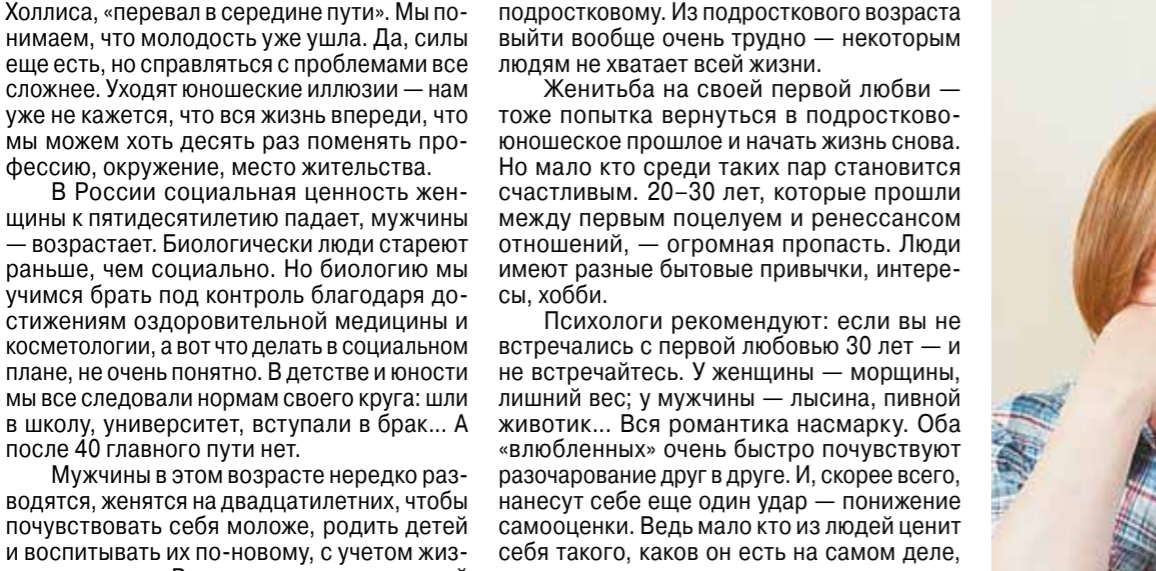 Холлиса, «перевал в середине пути». Мы по-
нимаем, что молодость уже ушла. Да, силы
еще есть, но справляться с проблемами все
сложнее. Уходят юношеские иллюзии — нам
уже не кажется, что вся жизнь впереди, что
мы можем хоть десять раз поменять про-
фессию, окружение, место жительства.
В России социальная ценность жен-
щины к пятидесятилетию падает, мужчины
— возрастает. Биологически люди стареют
раньше, чем социально. Но биологию мы
учимся брать под контроль благодаря до-
стижениям оздоровительной медицины и
косметологии, а вот что делать в социальном
плане, не очень понятно. В детстве и юности
мы все следовали нормам своего круга: шли
в школу, университет, вступали в брак... А
после 40 главного пути нет.
Мужчины в этом возрасте нередко раз-
водятся, женятся на двадцатилетних, чтобы
почувствовать себя моложе, родить детей
и воспитывать их по-новому, с учетом жиз-
подростковому. Из подросткового возраста
выйти вообще очень трудно — некоторым
людям не хватает всей жизни.
Женитьба на своей первой любви —
тоже попытка вернуться в подростково-
юношеское прошлое и начать жизнь снова.
Но мало кто среди таких пар становится
счастливым. 20–30 лет, которые прошли
между первым поцелуем и ренессансом
отношений, — огромная пропасть. Люди
имеют разные бытовые привычки, интере-
сы, хобби.
Психологи рекомендуют: если вы не
встречались с первой любовью 30 лет — и
не встречайтесь. У женщины — морщины,
лишний вес; у мужчины — лысина, пивной
животик... Вся романтика насмарку. Оба
«влюбленных» очень быстро почувствуют
разочарование друг в друге. И, скорее всего,
нанесут себе еще один удар — понижение
самооценки. Ведь мало кто из людей ценит
себя такого, каков он есть на самом деле,